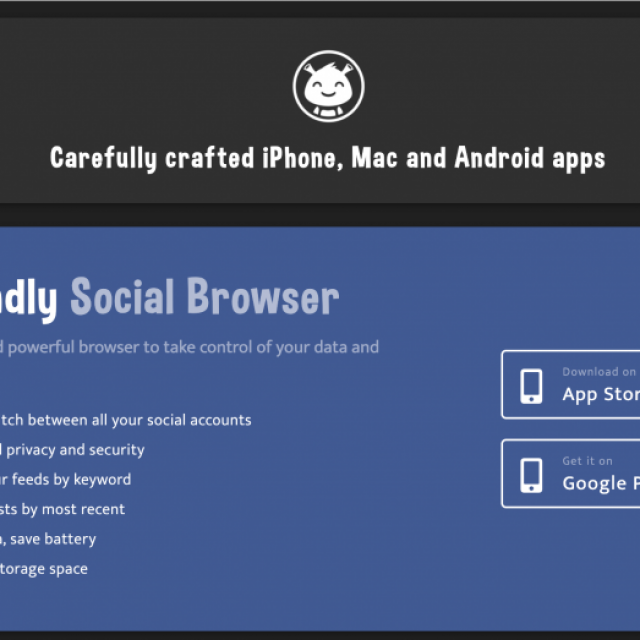 Carefully crafted iPhone, Mac and Android apps
dly Social Browser
powerful browser to take control of your data and
tch between all your social accounts
privacy and security
r feeds by keyword
sts by most recent
, save battery
torage space
Download on
App Stor
Get it on
Google P